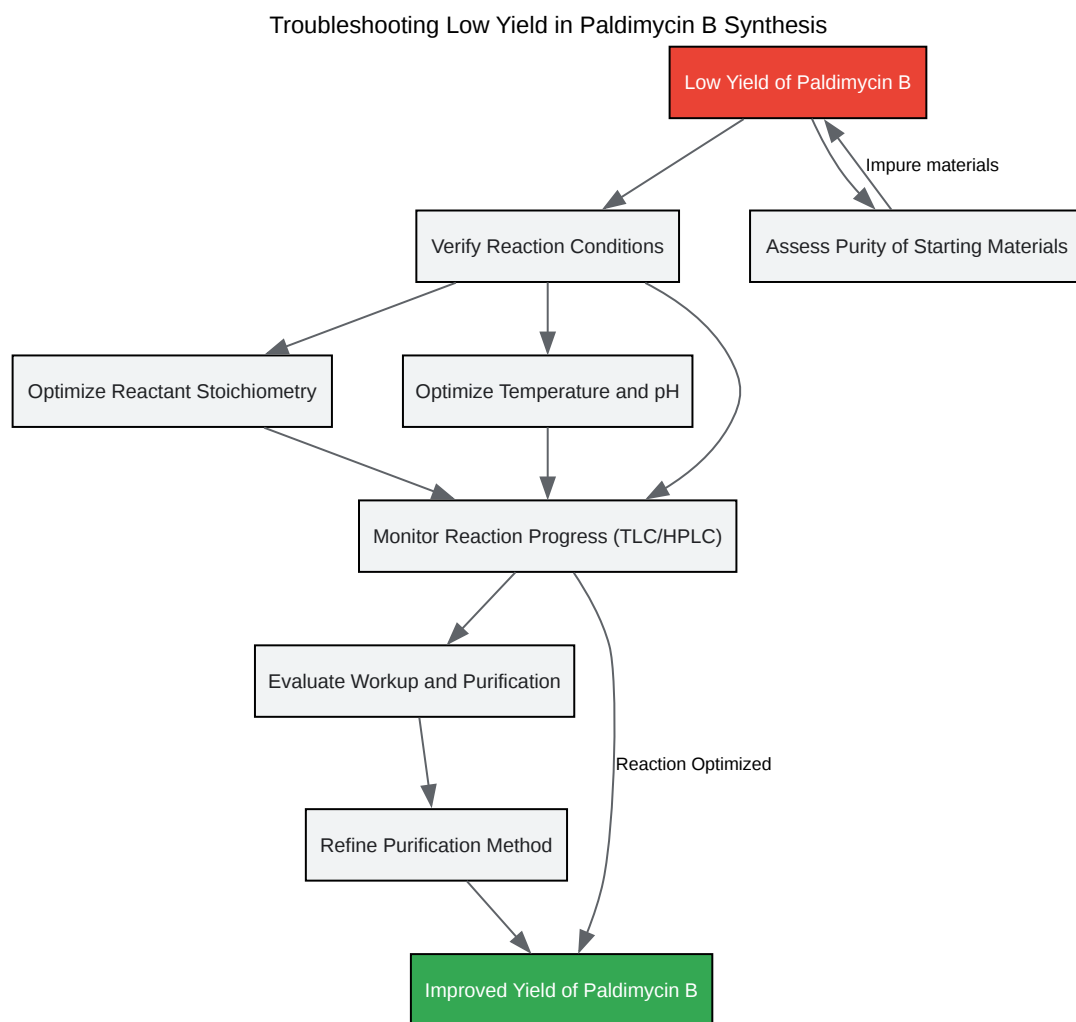 Troubleshooting Low Yield in Paldimycin B Synthesis
Low Yield of Paldimycin B
Impure materials
Verify Reaction Conditions
Assess Purity of Starting Materials
Optimize Reactant Stoichiometry
Optimize Temperature and pH
Monitor Reaction Progress (TLC/HPLC)
Evaluate Workup and Purification
Reaction Optimized
Refine Purification Method
Improved Yield of Paldimycin B